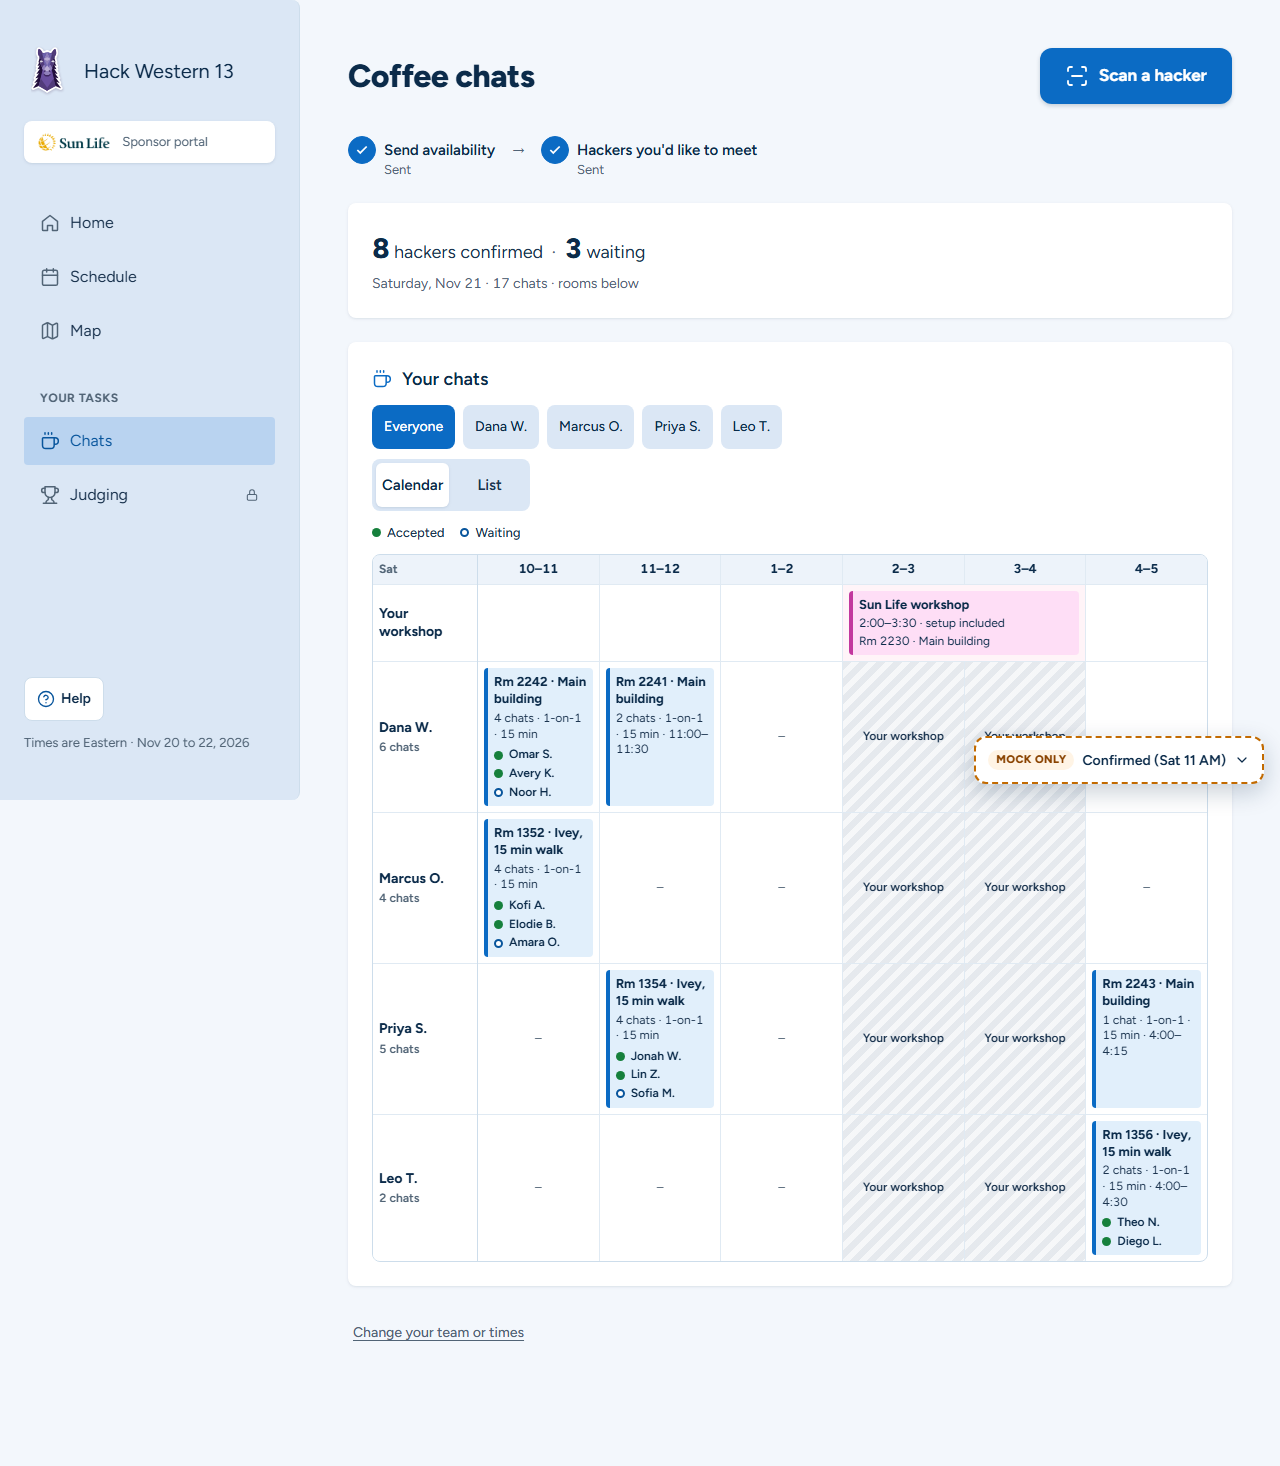 Hack Western 13
Sun Life
Sponsor portal
Home
Schedule
Map
YOUR TASKS
Chats
Judging
Help
Times are Eastern · Nov 20 to 22, 2026
Coffee chats
Scan a hacker
Send availability → Hackers you'd like to meet
Sent
Sent
8 hackers confirmed · 3 waiting
Saturday, Nov 21 · 17 chats · rooms below
Your chats
Everyone
Dana W.
Marcus O.
Priya S.
Leo T.
Calendar
List
Accepted
Waiting
Sat
10–11
11–12
1–2
2–3
3–4
4–5
Your
workshop
Sun Life workshop
2:00–3:30 · setup included
Rm 2230 · Main building
Dana W.
6 chats
Rm 2242 · Main
building
4 chats · 1-on-1
· 15 min
Omar S.
Avery K.
Noor H.
Rm 2241 · Main
building
2 chats · 1-on-1
· 15 min · 11:00–
11:30
–
Your workshop
Your workshop
MOCK ONLY
Confirmed (Sat 11 AM)
Marcus O.
4 chats
Rm 1352 · Ivey,
15 min walk
4 chats · 1-on-1
· 15 min
Kofi A.
Elodie B.
Amara O.
–
–
Your workshop
Your workshop
–
Priya S.
5 chats
–
Rm 1354 · Ivey,
15 min walk
4 chats · 1-on-1
· 15 min
Jonah W.
Lin Z.
Sofia M.
–
Your workshop
Your workshop
Rm 2243 · Main
building
1 chat · 1-on-1 ·
15 min · 4:00–
4:15
Leo T.
2 chats
–
–
–
Your workshop
Your workshop
Rm 1356 · Ivey,
15 min walk
2 chats · 1-on-1
· 15 min · 4:00–
4:30
Theo N.
Diego L.
Change your team or times